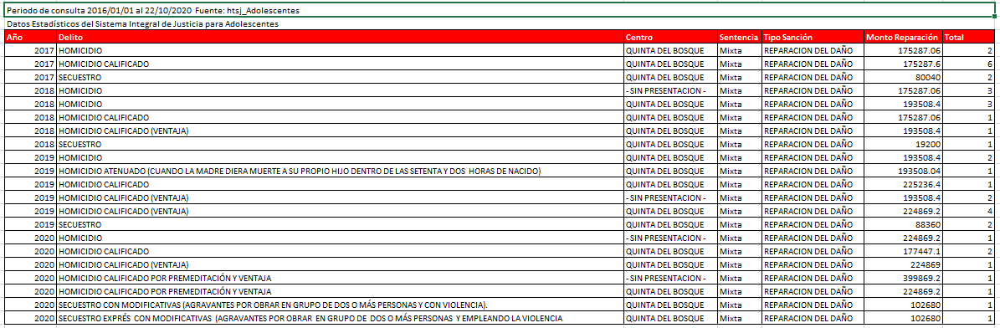 Periodo de consulta 2016/01/01 al 22/10/2020 Fuente: htsj_Adolescentes
Datos Estadísticos del Sistema Integral de Justicia para Adolescentes
Año Delito Centro Sentencia Tipo Sanción Monto Reparación Total
2017 HOMICIDIO QUINTA DEL BOSQUE Mixta REPARACION DEL DAÑO 175287.06 2
2017 HOMICIDIO CALIFICADO QUINTA DEL BOSQUE Mixta REPARACION DEL DAÑO 175287.6 6
2017 SECUESTRO QUINTA DEL BOSQUE Mixta REPARACION DEL DAÑO 80040 2
2018 HOMICIDIO - SIN PRESENTACION - Mixta REPARACION DEL DAÑO 175287.06 3
2018 HOMICIDIO QUINTA DEL BOSQUE Mixta REPARACION DEL DAÑO 193508.4 3
2018 HOMICIDIO CALIFICADO QUINTA DEL BOSQUE Mixta REPARACION DEL DAÑO 175287.06 1
2018 HOMICIDIO CALIFICADO (VENTAJA) QUINTA DEL BOSQUE Mixta REPARACION DEL DAÑO 193508.4 1
2018 SECUESTRO QUINTA DEL BOSQUE Mixta REPARACION DEL DAÑO 19200 1
2019 HOMICIDIO QUINTA DEL BOSQUE Mixta REPARACION DEL DAÑO 193508.4 2
2019 HOMICIDIO ATENUADO (CUANDO LA MADRE DIERA MUERTE A SU PROPIO HIJO DENTRO DE LAS SETENTA Y DOS HORAS DE NACIDO) QUINTA DEL BOSQUE Mixta REPARACION DEL DAÑO 193508.04 1
2019 HOMICIDIO CALIFICADO QUINTA DEL BOSQUE Mixta REPARACION DEL DAÑO 225236.4 1
2019 HOMICIDIO CALIFICADO (VENTAJA) - SIN PRESENTACION - Mixta REPARACION DEL DAÑO 193508.4 2
2019 HOMICIDIO CALIFICADO (VENTAJA) QUINTA DEL BOSQUE Mixta REPARACION DEL DAÑO 224869.2 4
2019 SECUESTRO QUINTA DEL BOSQUE Mixta REPARACION DEL DAÑO 88360 2
2020 HOMICIDIO - SIN PRESENTACION - Mixta REPARACION DEL DAÑO 224869.2 1
2020 HOMICIDIO CALIFICADO QUINTA DEL BOSQUE Mixta REPARACION DEL DAÑO 177447.1 2
2020 HOMICIDIO CALIFICADO (VENTAJA) QUINTA DEL BOSQUE Mixta REPARACION DEL DAÑO 224869 1
2020 HOMICIDIO CALIFICADO POR PREMEDITACIÓN Y VENTAJA - SIN PRESENTACION - Mixta REPARACION DEL DAÑO 399869.2 1
2020 HOMICIDIO CALIFICADO POR PREMEDITACIÓN Y VENTAJA QUINTA DEL BOSQUE Mixta REPARACION DEL DAÑO 224869.2 1
2020 SECUESTRO CON MODIFICATIVAS (AGRAVANTES POR OBRAR EN GRUPO DE DOS O MÁS PERSONAS Y CON VIOLENCIA). QUINTA DEL BOSQUE Mixta REPARACION DEL DAÑO 102680 1
2020 SECUESTRO EXPRÉS CON MODIFICATIVAS (AGRAVANTES POR OBRAR EN GRUPO DE DOS O MÁS PERSONAS Y EMPLEANDO LA VIOLENCIA QUINTA DEL BOSQUE Mixta REPARACION DEL DAÑO 102680 1